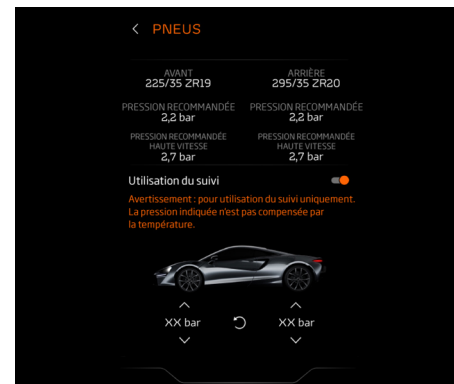 PNEUS
AVANT
225/35 ZR19
ARRIÈRE
295/35 ZR20
PRESSION RECOMMANDÉE
2,2 bar
PRESSION RECOMMANDÉE
2,2 bar
PRESSION RECOMMANDÉE
HAUTE VITESSE
2,7 bar
PRESSION RECOMMANDÉE
HAUTE VITESSE
2,7 bar
Utilisation du suivi
Avertissement : pour utilisation du suivi uniquement.
La pression indiquée n'est pas compensée par
la température.
XX bar
XX bar